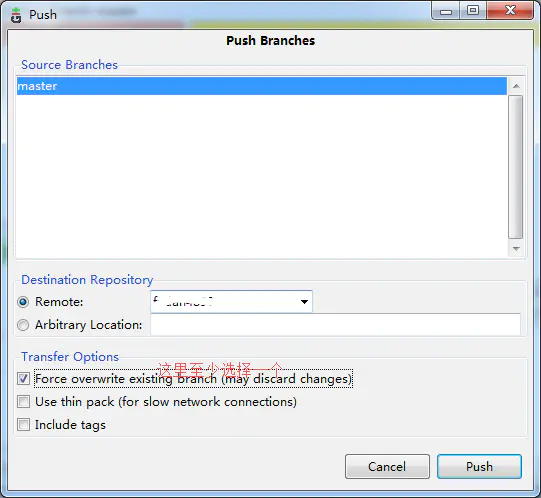 Push
Push Branches
Source Branches
master
Destination Repository
Remote:
Arbitrary Location:
Transfer Options
这里至少选择一个
Force overwrite existing branch (may discard changes)
Use thin pack (for slow network connections)
Include tags
Cancel
Push